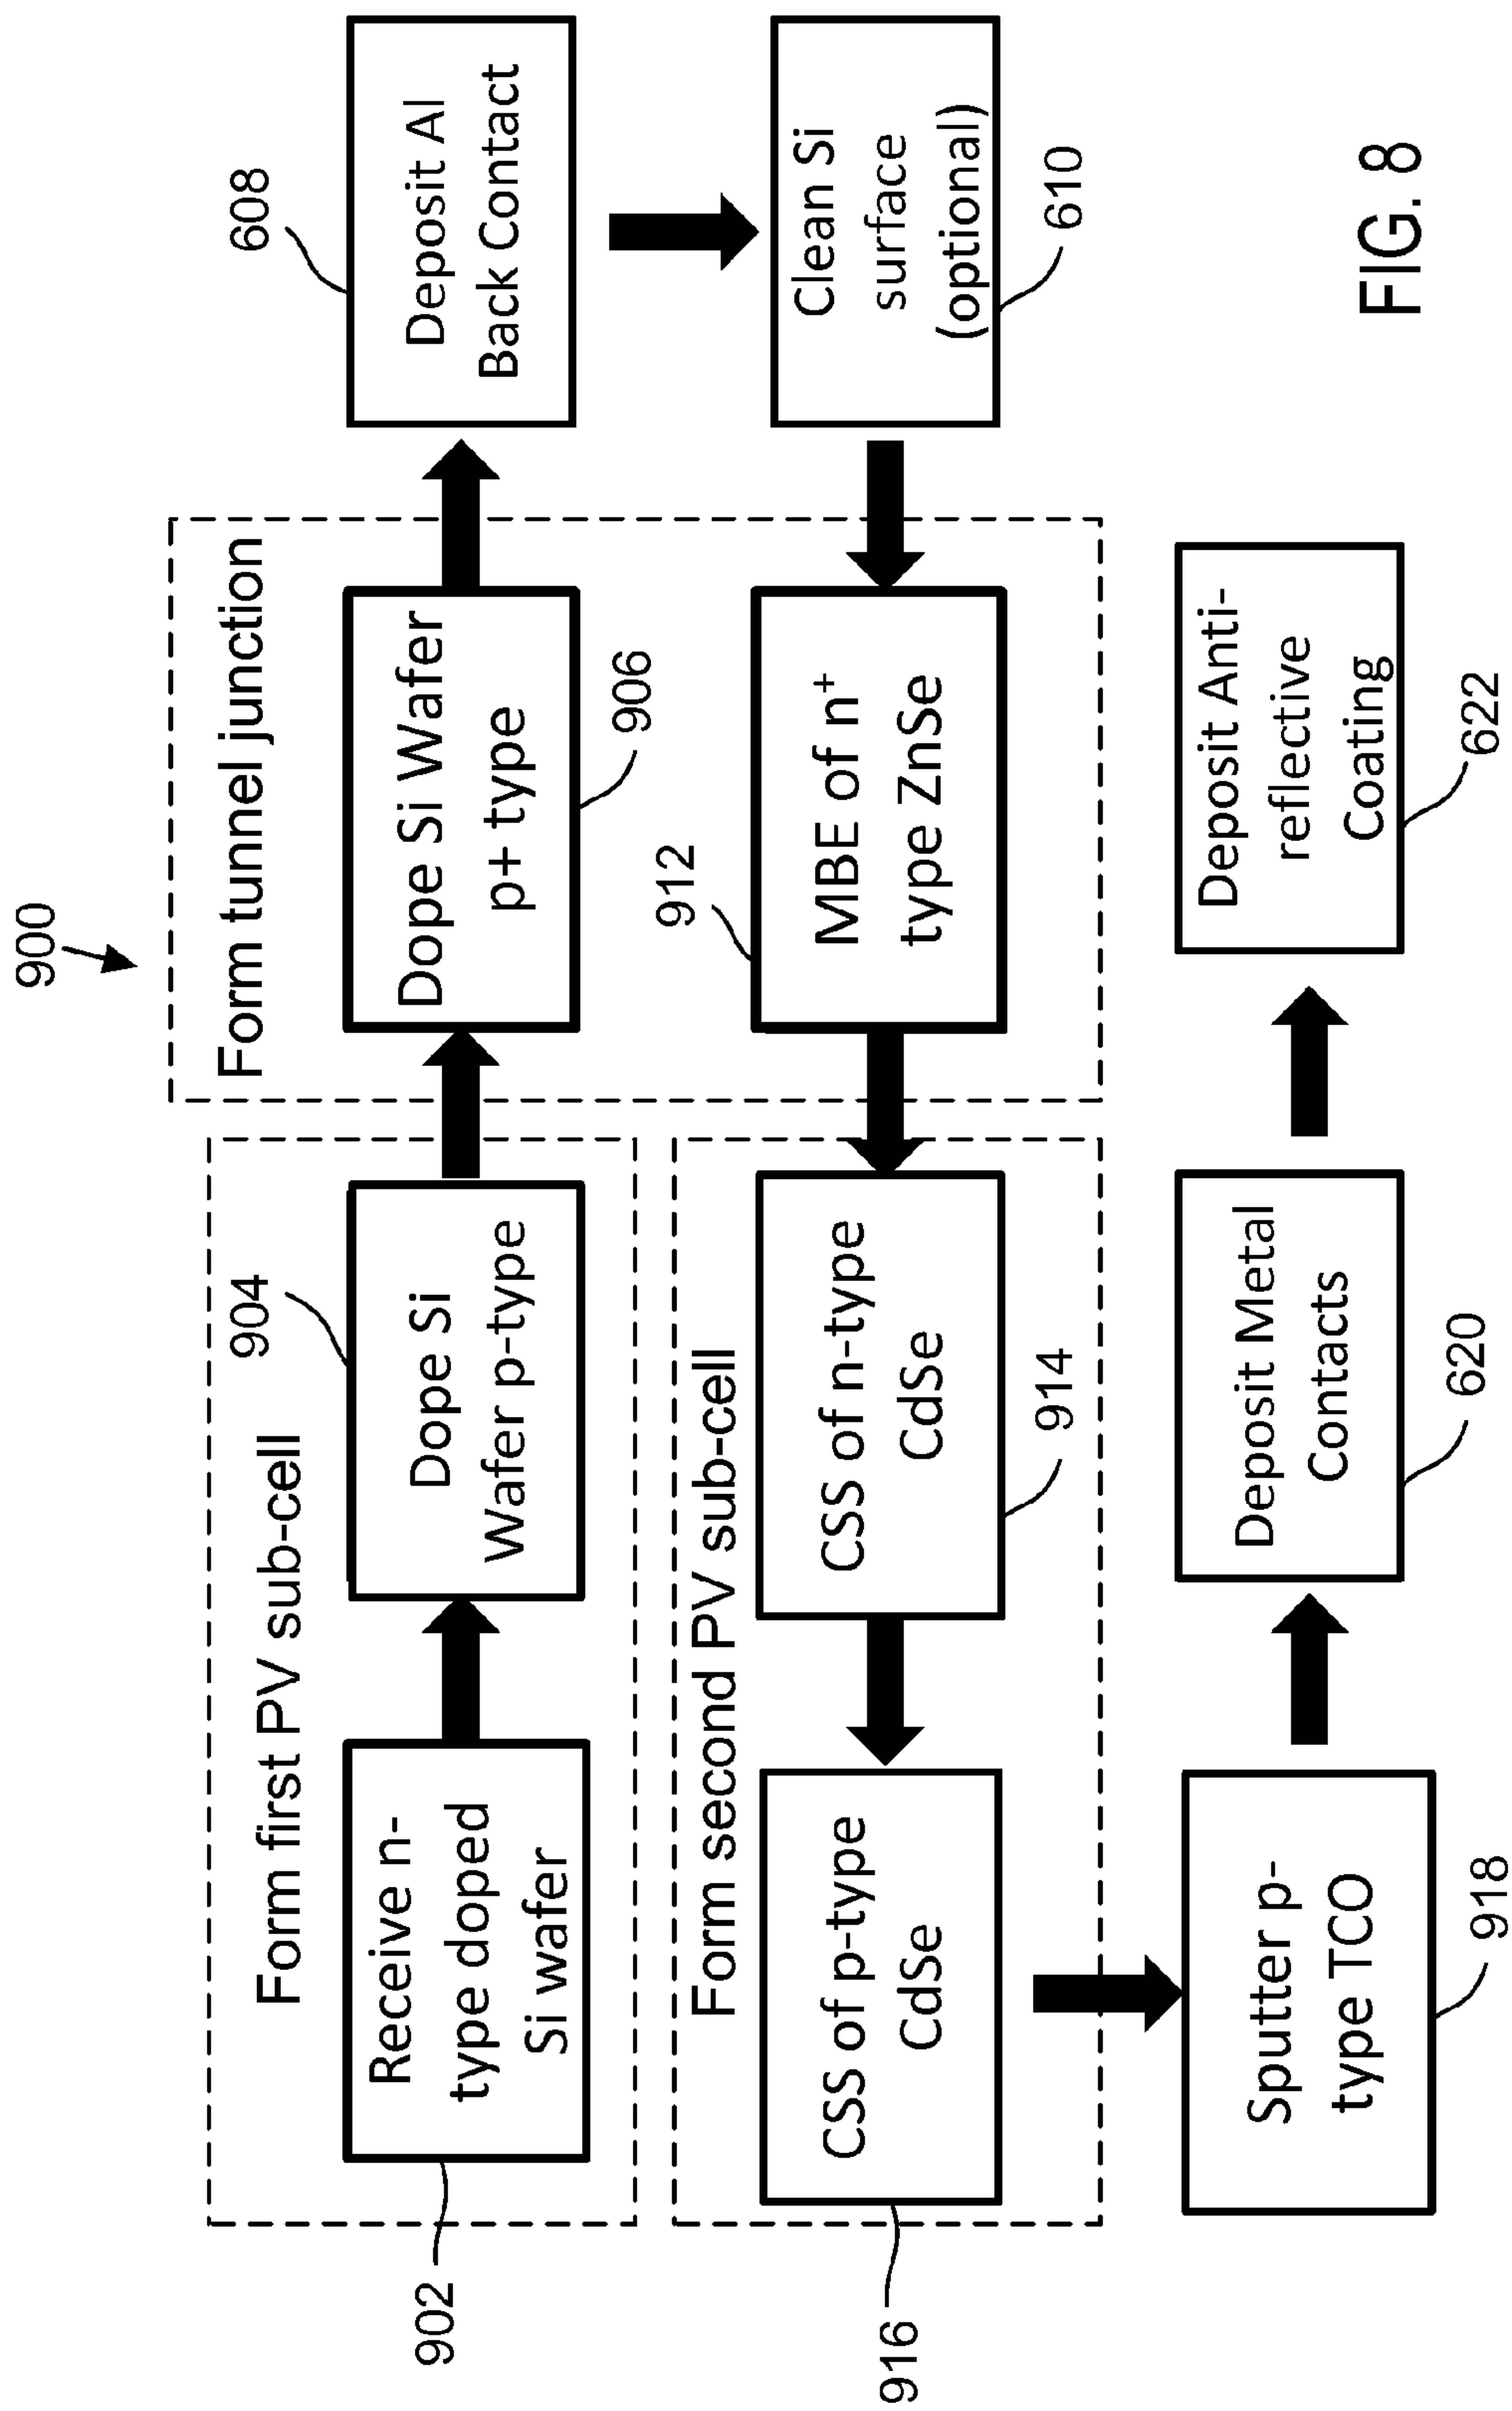 900
Form first PV sub-cell
902
Receive n-
type doped
Si wafer
904
Dope Si
Wafer p-type
Form tunnel junction
Dope Si Wafer
p+ type
906
608
Deposit Al
Back Contact
Clean Si
surface
(optional)
610
912
MBE of n+
type ZnSe
Form second PV sub-cell
CSS of n-type
CdSe
914
CSS of p-type
CdSe
916
Sputter p-
type TCO
918
Deposit Metal
Contacts
620
Deposit Anti-
reflective
Coating
622
FIG. 8